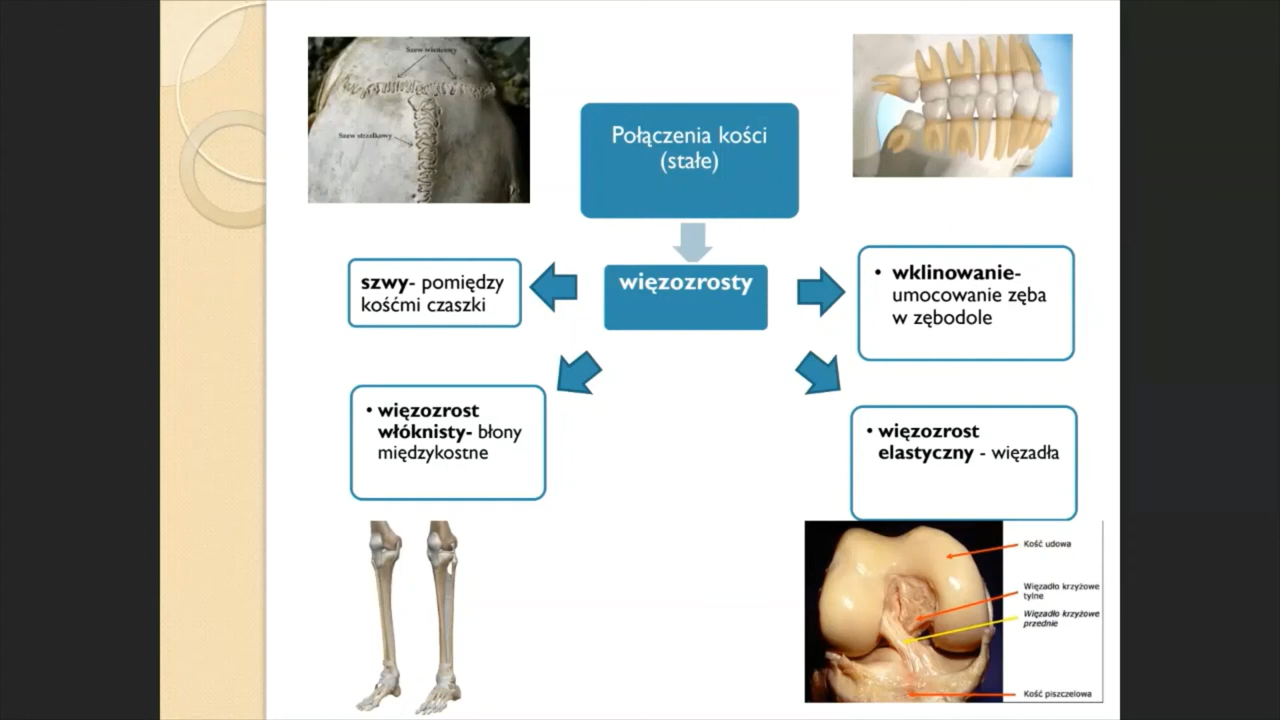 Szew wieńcowy
Szew strzałkowy
Połączenia kości
(stałe)
więzozrosty
szwy- pomiędzy
kośćmi czaszki
• wklinowanie-
umocowanie zęba
w zębodole
• więzozrost
włóknisty- błony
międzykostne
• więzozrost
elastyczny - więzadła
Kość udowa
Więzadło krzyżowe
tylne
Więzadło krzyżowe
przednie
Kość piszczelowa